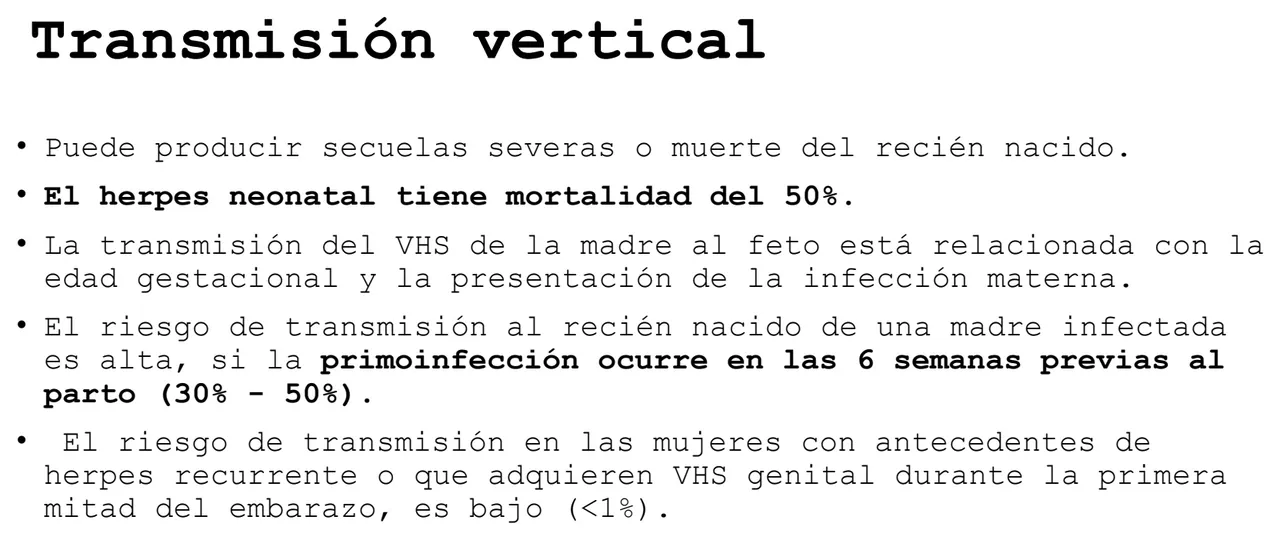 Transmisión vertical
• Puede producir secuelas severas o muerte del recién nacido.
• El herpes neonatal tiene mortalidad del 50%.
• La transmisión del VHS de la madre al feto está relacionada con la
edad gestacional y la presentación de la infección materna.
• El riesgo de transmisión al recién nacido de una madre infectada
es alta, si la primoinfección ocurre en las 6 semanas previas al
parto (30% - 50%).
• El riesgo de transmisión en las mujeres con antecedentes de
herpes recurrente o que adquieren VHS genital durante la primera
mitad del embarazo, es bajo (<1%).